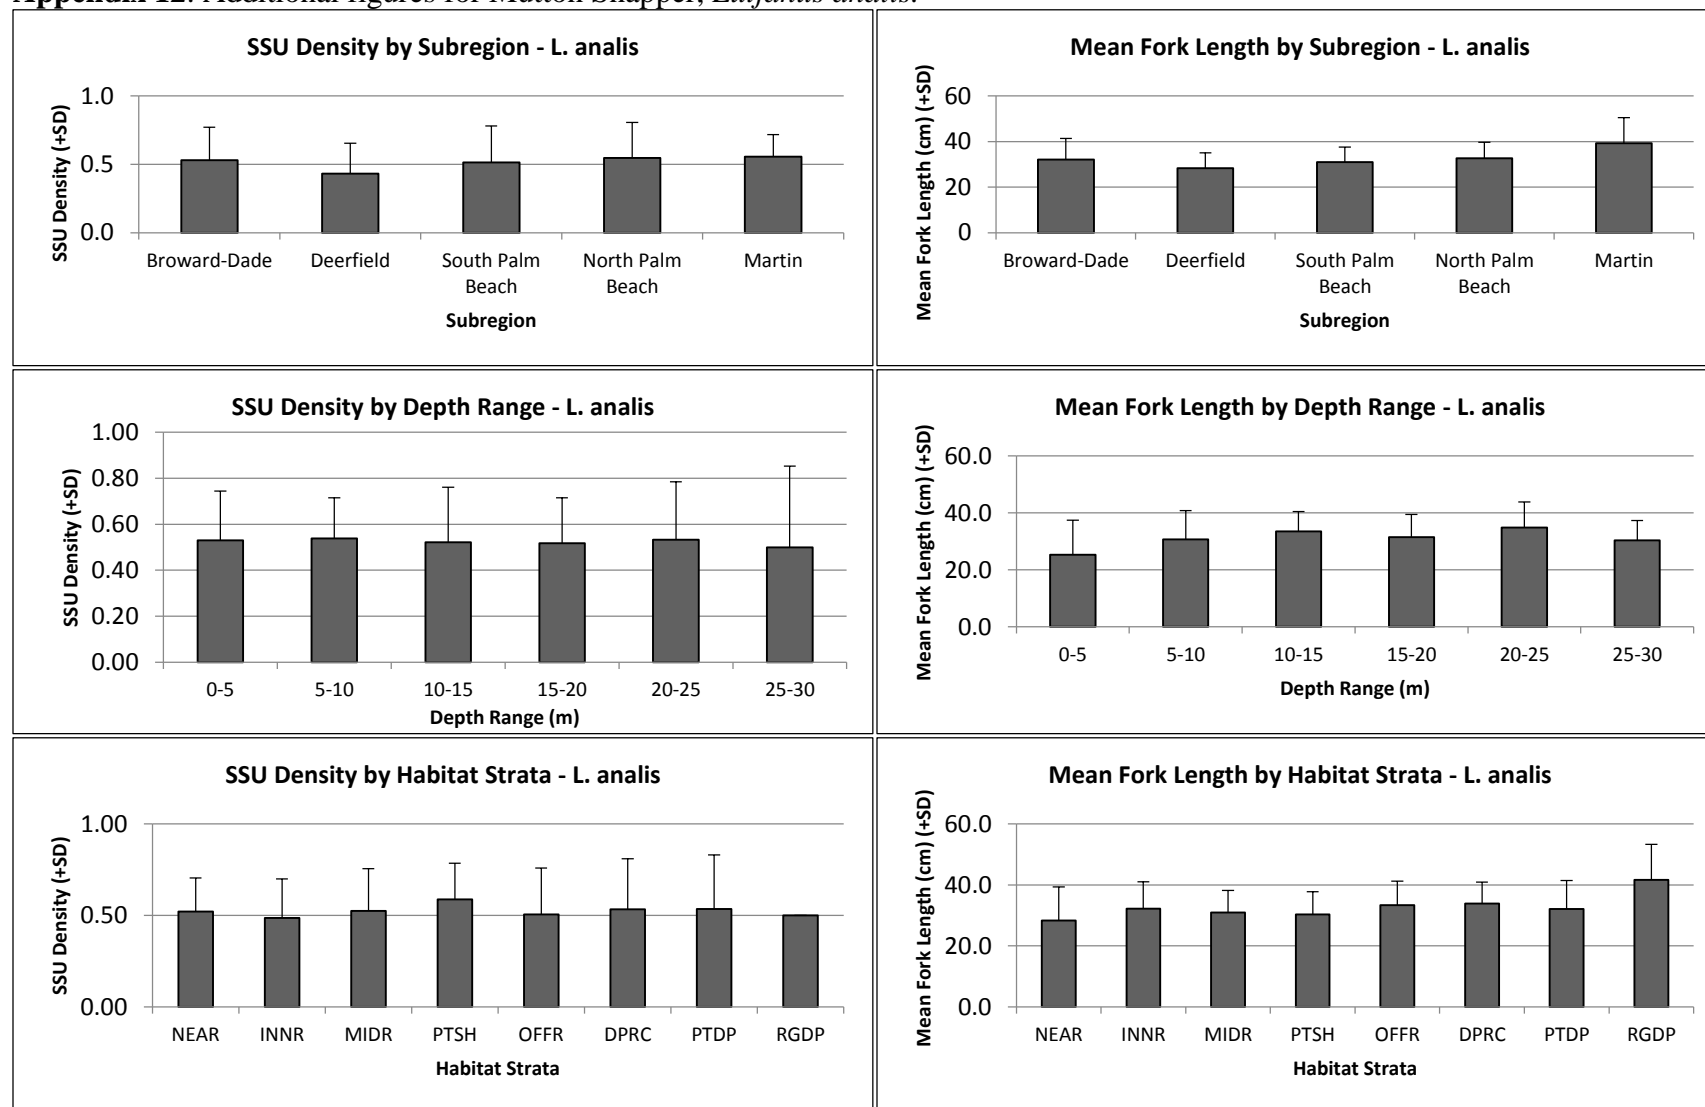 Appendix 12. Additional figures for Mutton Snapper, Lutjanus analis.
SSU Density by Subregion - L. analis
SSU Density (+SD)
1.0
0.5
0.0
Broward-Dade Deerfield South Palm Beach North Palm Beach Martin
Subregion
Mean Fork Length by Subregion - L. analis
Mean Fork Length (cm) (+SD)
60
40
20
0
Broward-Dade Deerfield South Palm Beach North Palm Beach Martin
Subregion
SSU Density by Depth Range - L. analis
SSU Density (+SD)
1.00
0.80
0.60
0.40
0.20
0.00
0-5 5-10 10-15 15-20 20-25 25-30
Depth Range (m)
Mean Fork Length by Depth Range - L. analis
Mean Fork Length (cm) (+SD)
60.0
40.0
20.0
0.0
0-5 5-10 10-15 15-20 20-25 25-30
Depth Range (m)
SSU Density by Habitat Strata - L. analis
SSU Density (+SD)
1.00
0.50
0.00
NEAR INNR MIDR PTSH OFFR DPRC PTDP RGDP
Habitat Strata
Mean Fork Length by Habitat Strata - L. analis
Mean Fork Length (cm) (+SD)
60.0
40.0
20.0
0.0
NEAR INNR MIDR PTSH OFFR DPRC PTDP RGDP
Habitat Strata